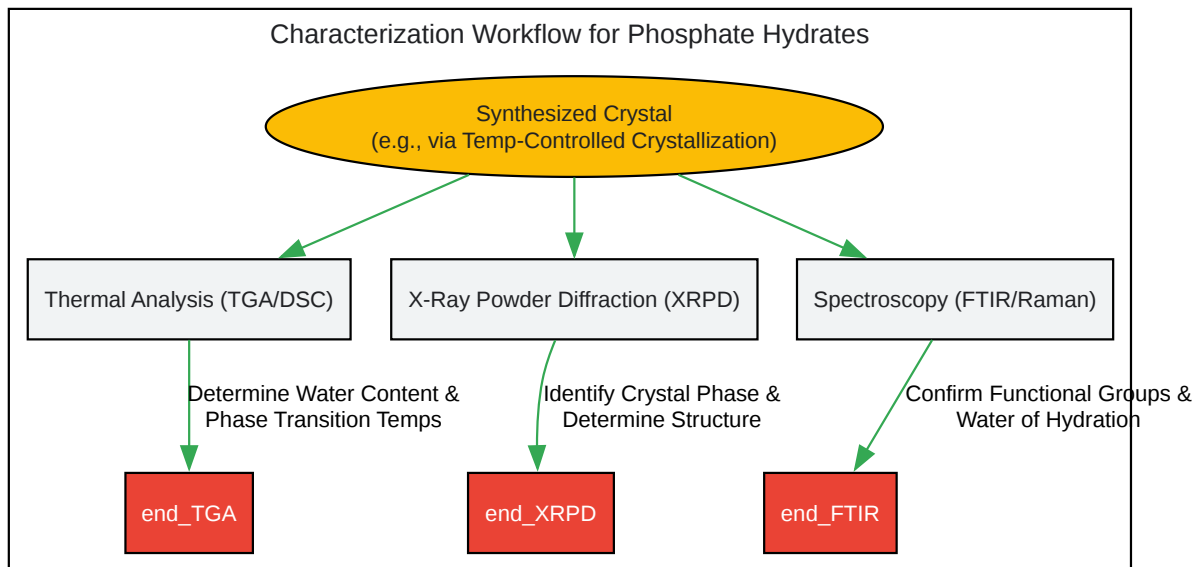 Characterization Workflow for Phosphate Hydrates
Synthesized Crystal
(e.g., via Temp-Controlled Crystallization)
Thermal Analysis (TGA/DSC)
X-Ray Powder Diffraction (XRPD)
Spectroscopy (FTIR/Raman)
Determine Water Content &
Phase Transition Temps
Identify Crystal Phase &
Determine Structure
Confirm Functional Groups &
Water of Hydration
end_TGA
end_XRPD
end_FTIR